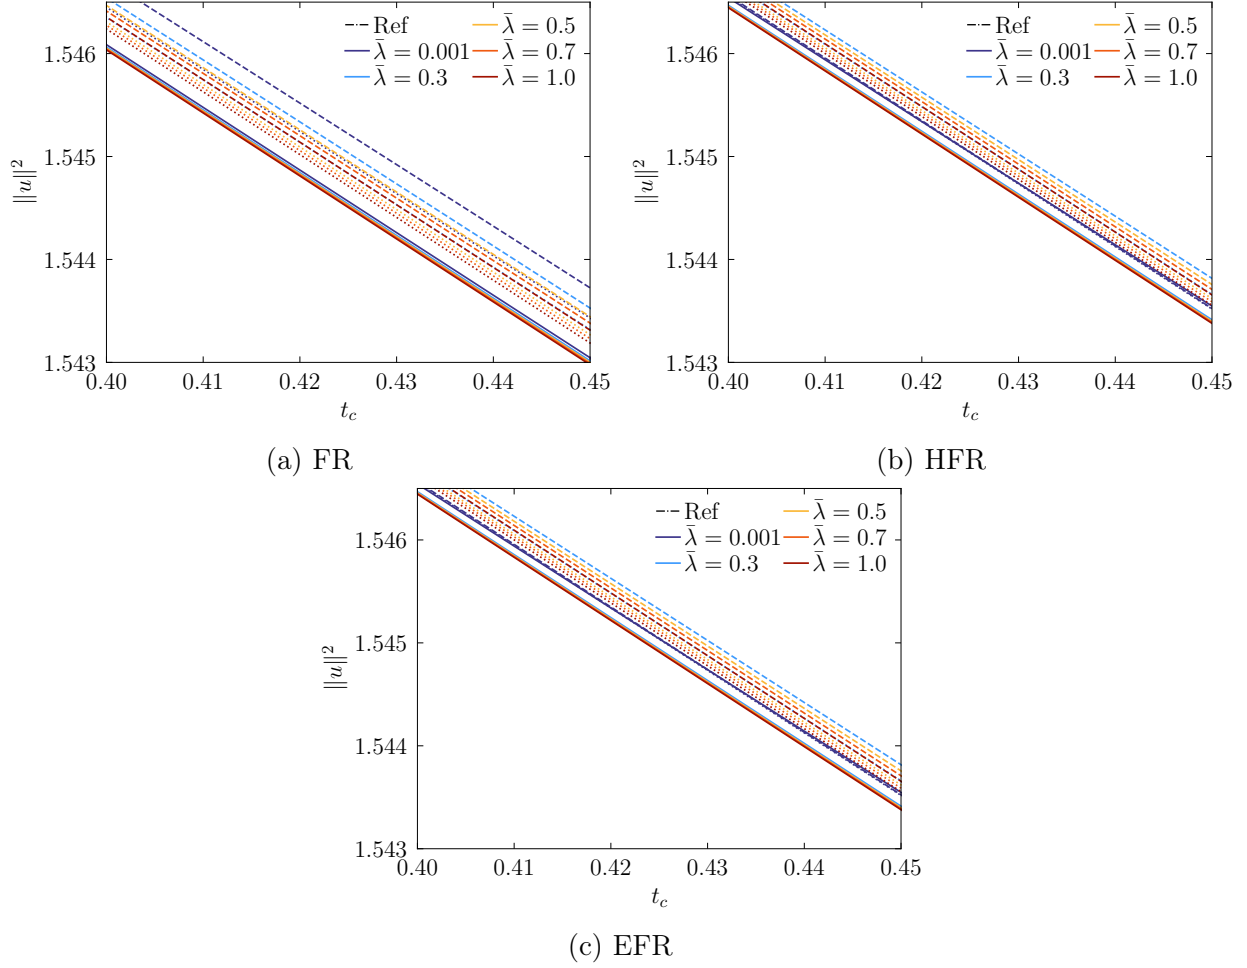 1.546
1.545
1.544
1.543
||u||²
0.40 0.41 0.42 0.43 0.44 0.45
t_c
Ref
λ̄ = 0.001
λ̄ = 0.3
λ̄ = 0.5
λ̄ = 0.7
λ̄ = 1.0
(a) FR
1.546
1.545
1.544
1.543
||u||²
0.40 0.41 0.42 0.43 0.44 0.45
t_c
Ref
λ̄ = 0.001
λ̄ = 0.3
λ̄ = 0.5
λ̄ = 0.7
λ̄ = 1.0
(b) HFR
1.546
1.545
1.544
1.543
||u||²
0.40 0.41 0.42 0.43 0.44 0.45
t_c
Ref
λ̄ = 0.001
λ̄ = 0.3
λ̄ = 0.5
λ̄ = 0.7
λ̄ = 1.0
(c) EFR